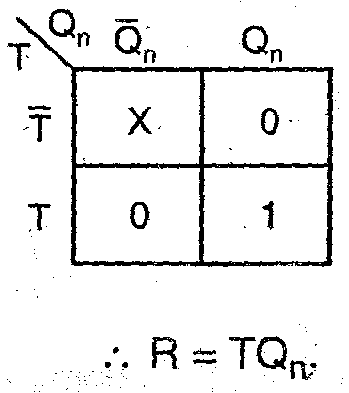 T Qₙ Q̅ₙ Qₙ
T̿ X 0
T 0 1
∴ R = TQₙ.